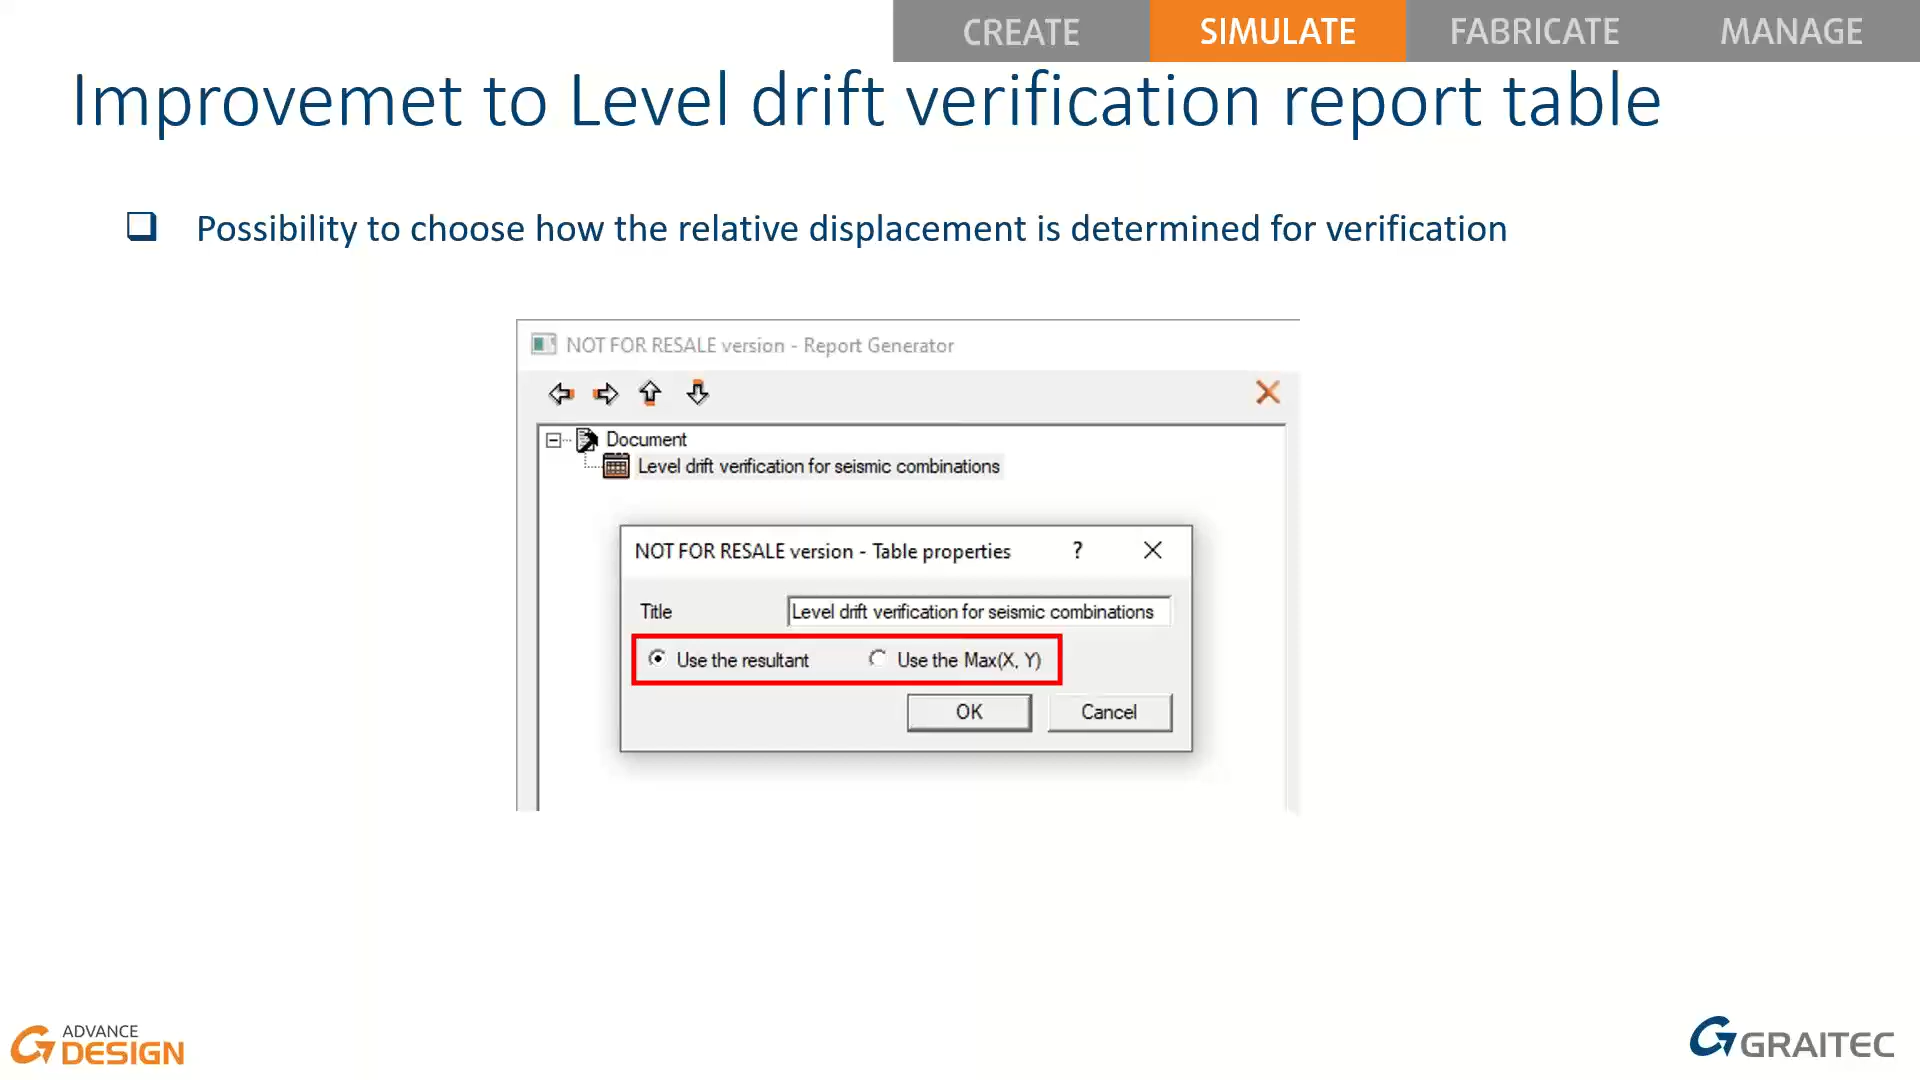 CREATE SIMULATE FABRICATE MANAGE
Improvemet to Level drift verification report table
Possibility to choose how the relative displacement is determined for verification
NOT FOR RESALE version - Report Generator
Document
Level drift verification for seismic combinations
NOT FOR RESALE version - Table properties ?
Title Level drift verification for seismic combinations
Use the resultant Use the Max(X, Y)
OK Cancel
ADVANCE
DESIGN
GRAITEC